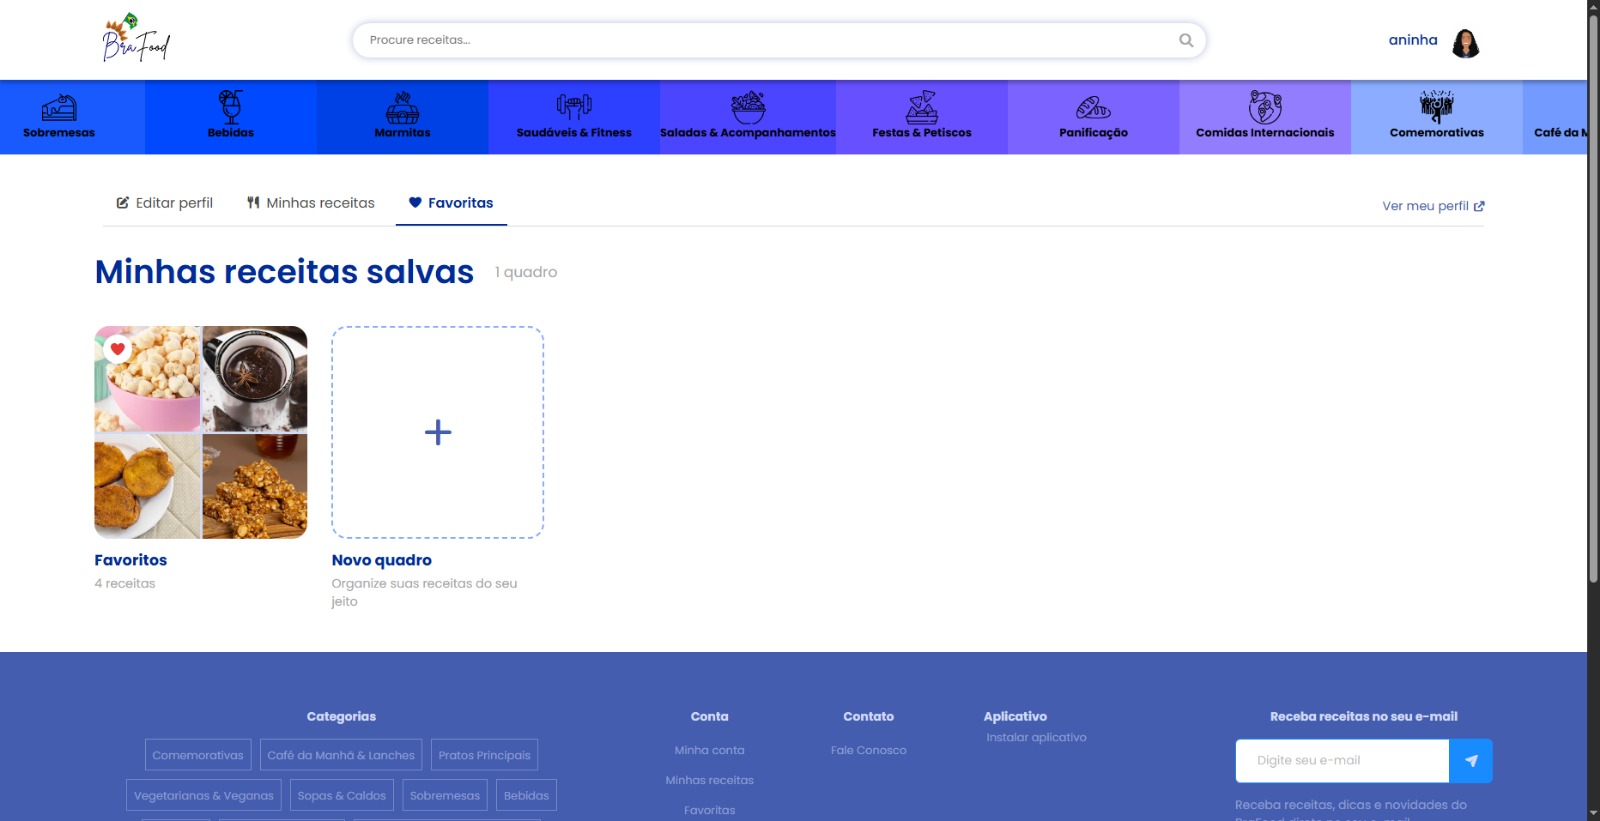 BraFood
Procure receitas...
aninha
Sobremesas
Bebidas
Marmitas
Saudáveis & Fitness
Saladas & Acompanhamentos
Festas & Petiscos
Panificação
Comidas Internacionais
Comemorativas
Café da M
Editar perfil
Minhas receitas
Favoritas
Ver meu perfil
Minhas receitas salvas
1 quadro
Favoritos
4 receitas
Novo quadro
Organize suas receitas do seu
jeito
Categorias
Comemorativas
Café da Manhã & Lanches
Pratos Principais
Vegetarianas & Veganas
Sopas & Caldos
Sobremesas
Bebidas
Conta
Minha conta
Minhas receitas
Favoritas
Contato
Fale Conosco
Aplicativo
Instalar aplicativo
Receba receitas no seu e-mail
Digite seu e-mail
Receba receitas, dicas e novidades do